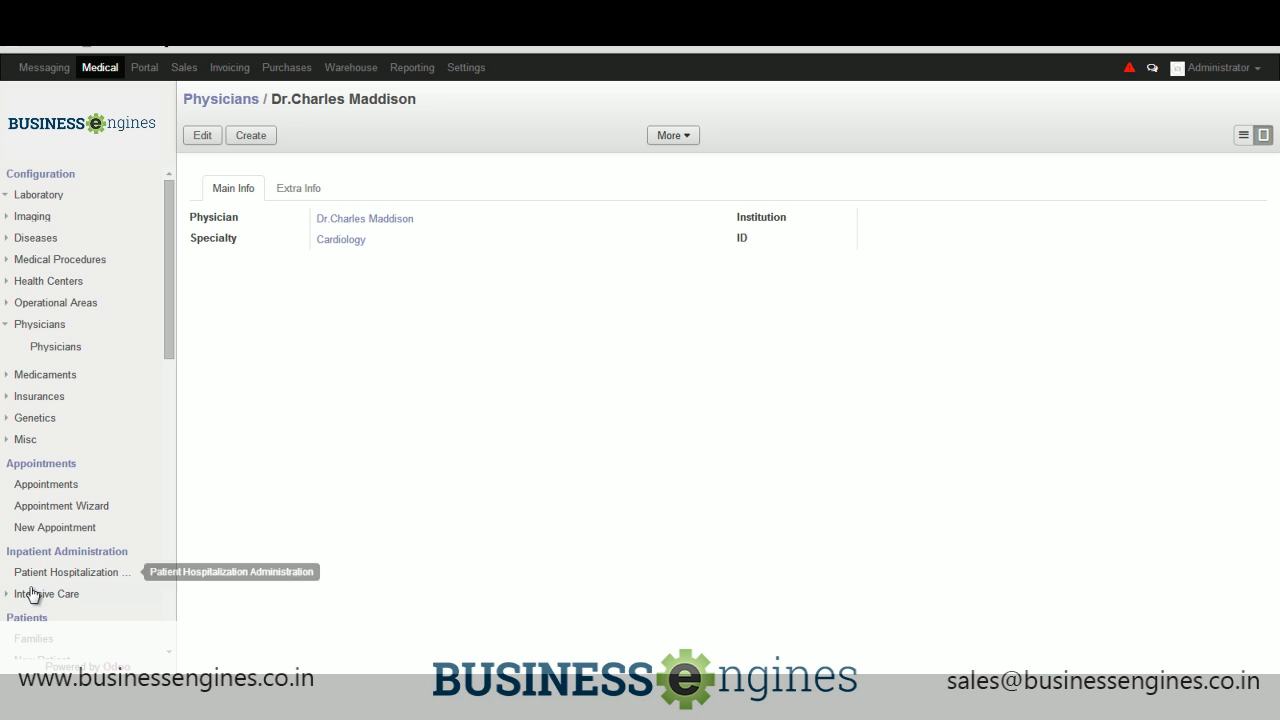 Messaging Medical Portal Sales Invoicing Purchases Warehouse Reporting Settings Administrator
BUSINESS engines
Physicians / Dr.Charles Maddison
Edit Create More
Configuration
Laboratory
Imaging
Diseases
Medical Procedures
Health Centers
Operational Areas
Physicians
Physicians
Medicaments
Insurances
Genetics
Misc
Appointments
Appointments
Appointment Wizard
New Appointment
Inpatient Administration
Patient Hospitalization ...
Patient Hospitalization Administration
Intensive Care
Patients
Families
New Patient
Powered by Odoo
Main Info Extra Info
Physician Dr.Charles Maddison Institution
Specialty Cardiology ID
www.businessengines.co.in
BUSINESS engines
sales@businessengines.co.in